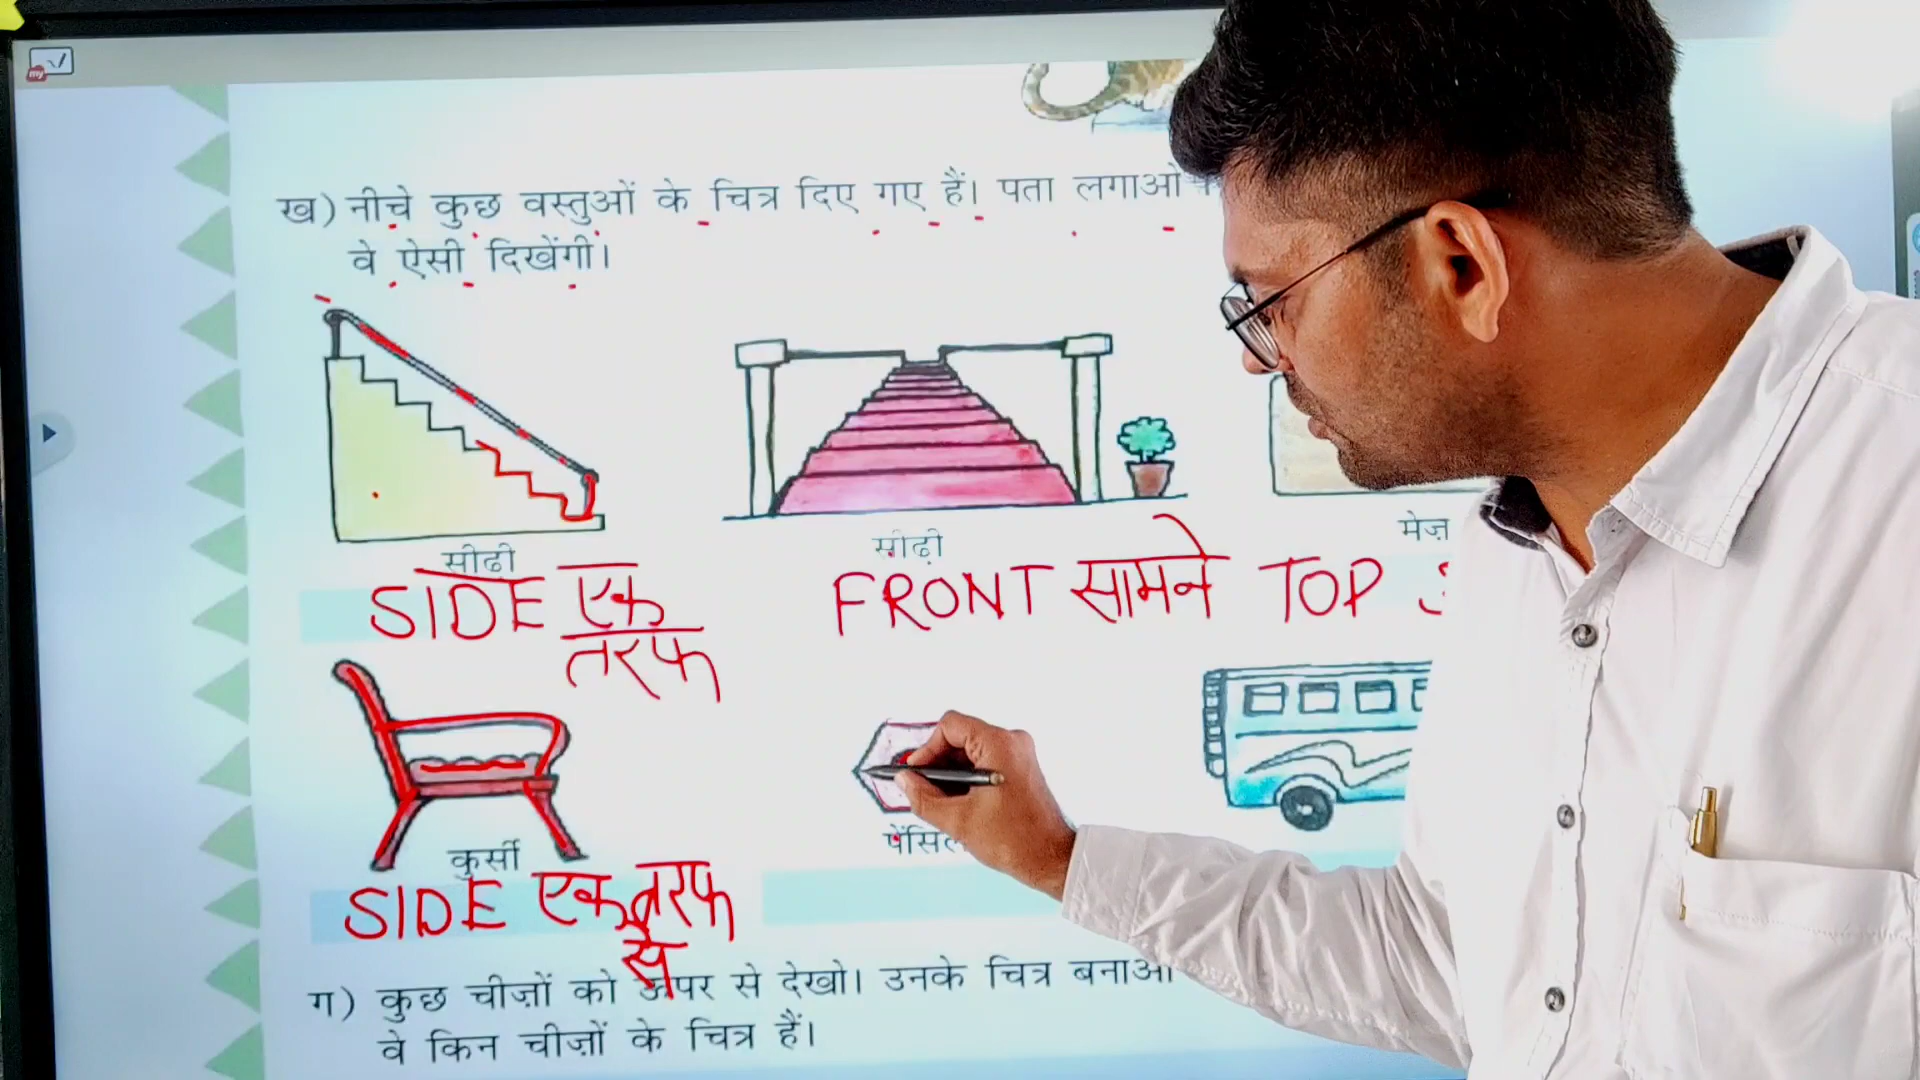 ख) नीचे कुछ वस्तुओं के चित्र दिए गए हैं। पता लगाओ
वे ऐसी दिखेंगी।
सीढ़ी
सीढ़ी
मेज़
SIDE एक
तरफ
FRONT सामने
TOP
कुर्सी
पेंसिल
SIDE एक तरफ
से
ग) कुछ चीज़ों को ऊपर से देखो। उनके चित्र बनाओ
वे किन चीज़ों के चित्र हैं।